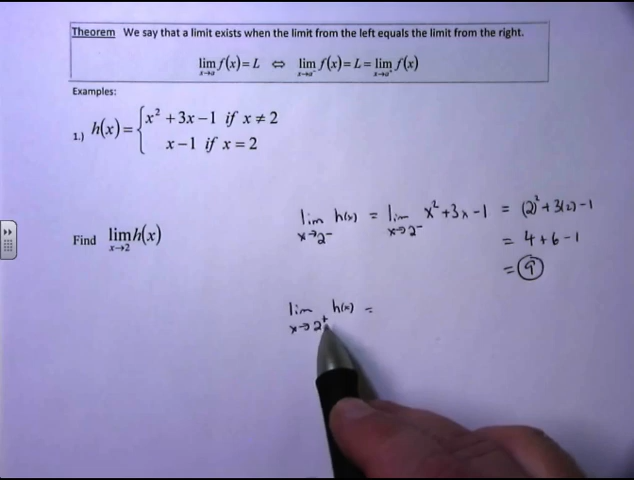 Theorem We say that a limit exists when the limit from the left equals the limit from the right.
lim f(x) = L ⇔ lim f(x) = L = lim f(x)
x→a x→a⁻ x→a⁺
Examples:
1.) h(x) = { x² + 3x − 1 if x ≠ 2
x − 1 if x = 2
Find lim h(x)
x→2
lim h(x) = lim x² + 3x − 1 = (2)² + 3(2) − 1
x→2⁻ x→2⁻
= 4 + 6 − 1
= 9
lim h(x) =
x→2⁺